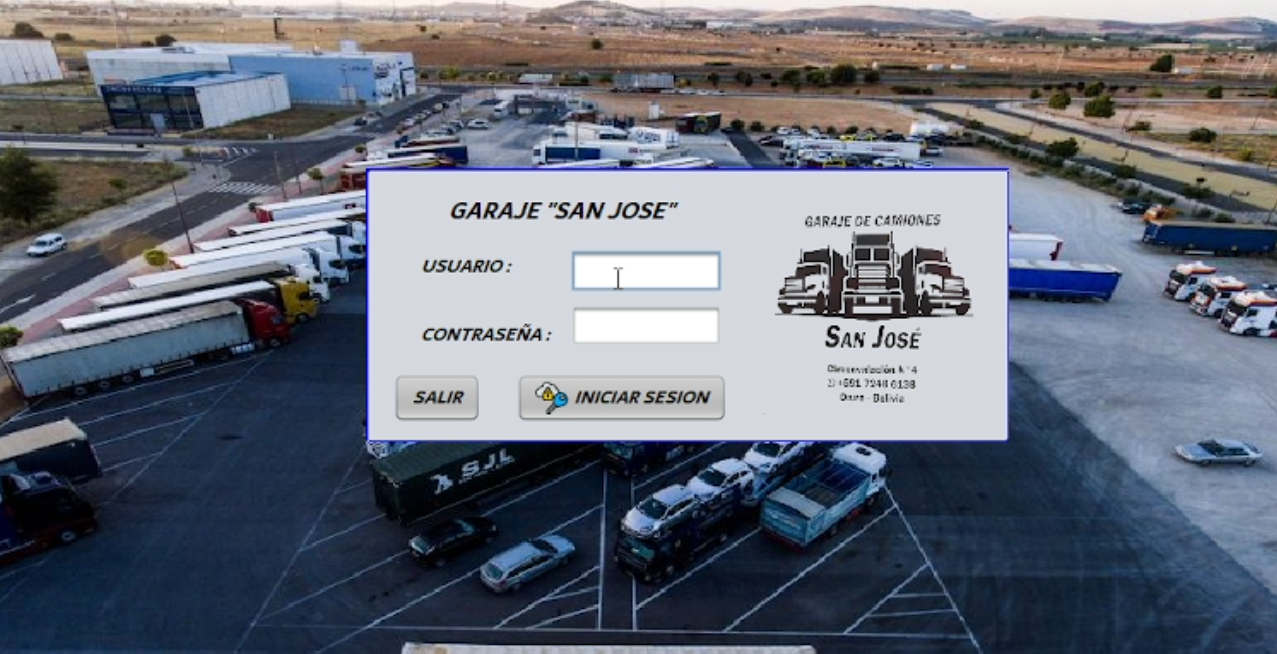 GARAJE "SAN JOSE"
USUARIO :
CONTRASEÑA :
SALIR
INICIAR SESION
GARAJE DE CAMIONES
SAN JOSÉ
Circunvalación N°4
+591 7248 6138
Oruro - Bolivia
SJL